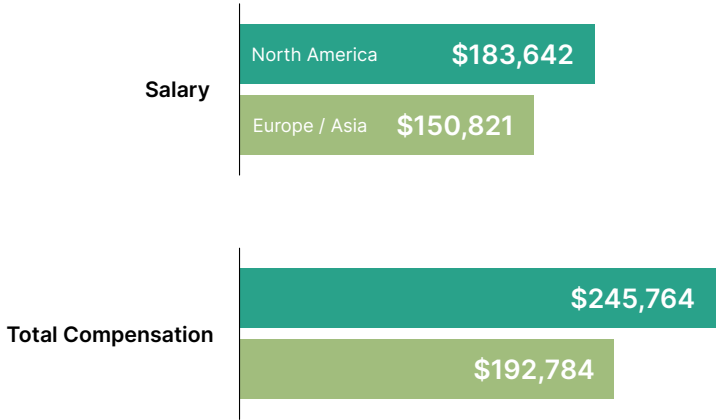 Salary
North America $183,642
Europe / Asia $150,821
Total Compensation
$245,764
$192,784